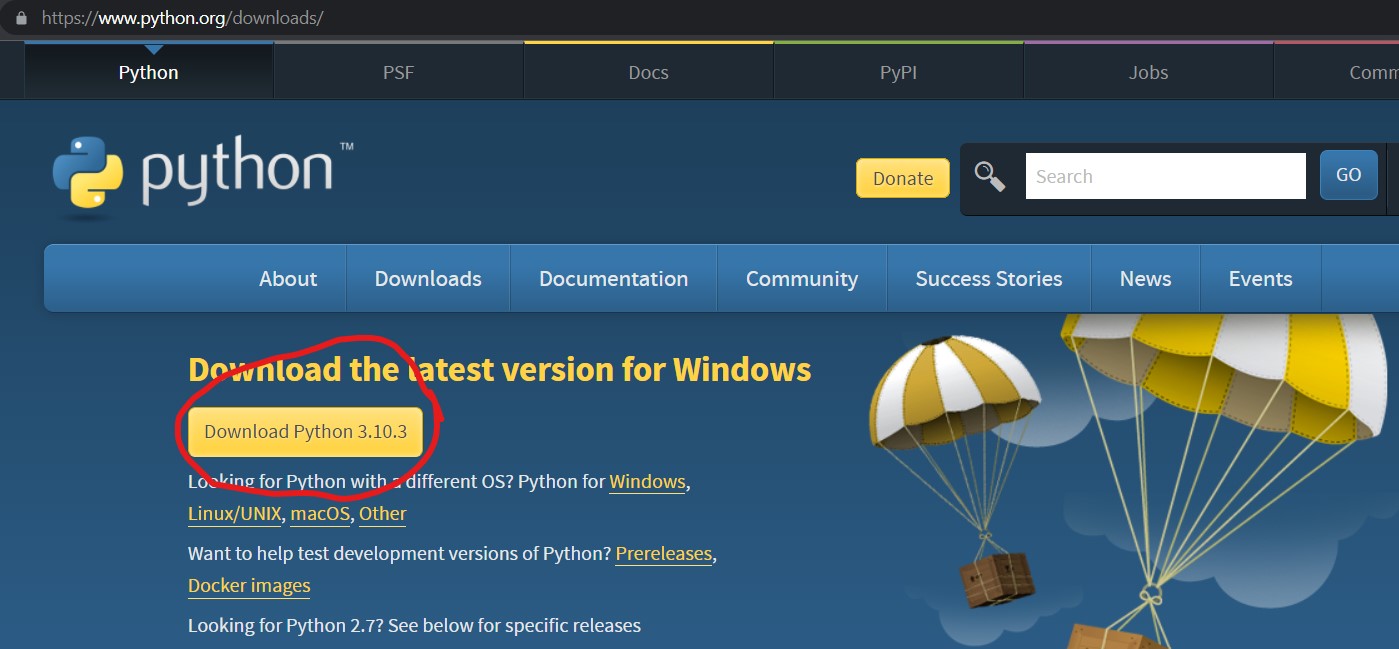 https://www.python.org/downloads/
Python PSF Docs PyPI Jobs Comm
python™
Donate Search GO
About Downloads Documentation Community Success Stories News Events
Download the latest version for Windows
Download Python 3.10.3
Looking for Python with a different OS? Python for Windows,
Linux/UNIX, macOS, Other
Want to help test development versions of Python? Prereleases,
Docker images
Looking for Python 2.7? See below for specific releases